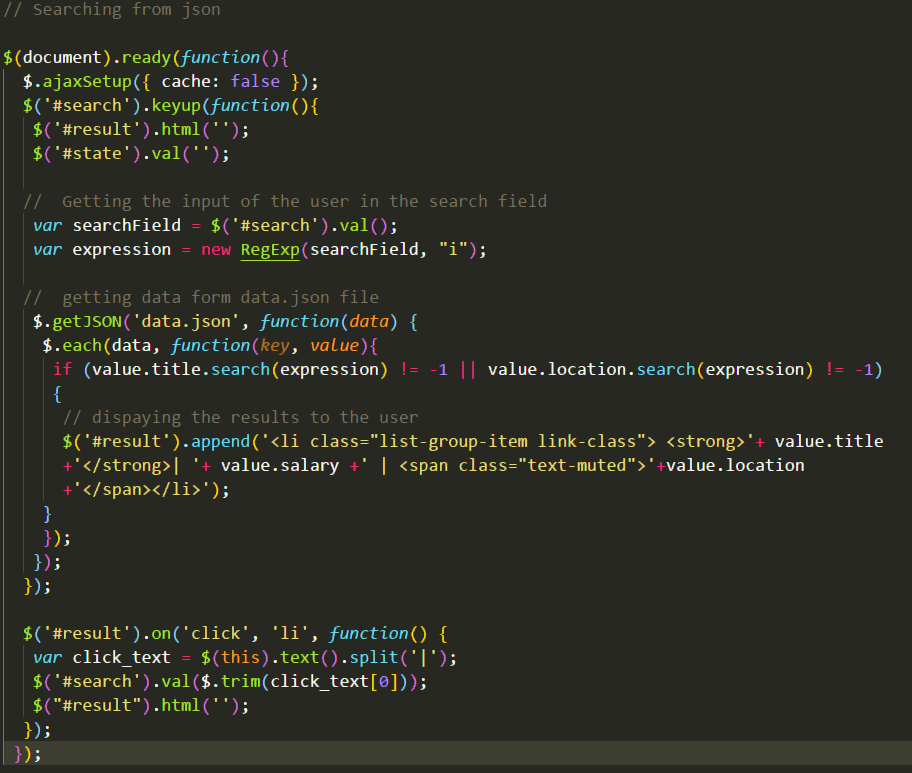 // Searching from json
$(document).ready(function(){
$.ajaxSetup({ cache: false });
$('#search').keyup(function(){
$('#result').html('');
$('#state').val('');
//  Getting the input of the user in the search field
var searchField = $('#search').val();
var expression = new RegExp(searchField, "i");
//  getting data form data.json file
$.getJSON('data.json', function(data) {
$.each(data, function(key, value){
if (value.title.search(expression) != -1 || value.location.search(expression) != -1)
{
// dispaying the results to the user
$('#result').append('<li class="list-group-item link-class"> <strong>'+ value.title
+'</strong>| '+ value.salary +' | <span class="text-muted">'+value.location
+'</span></li>');
}
});
});
});
$('#result').on('click', 'li', function() {
var click_text = $(this).text().split('|');
$('#search').val($.trim(click_text[0]));
$("#result").html('');
});
});